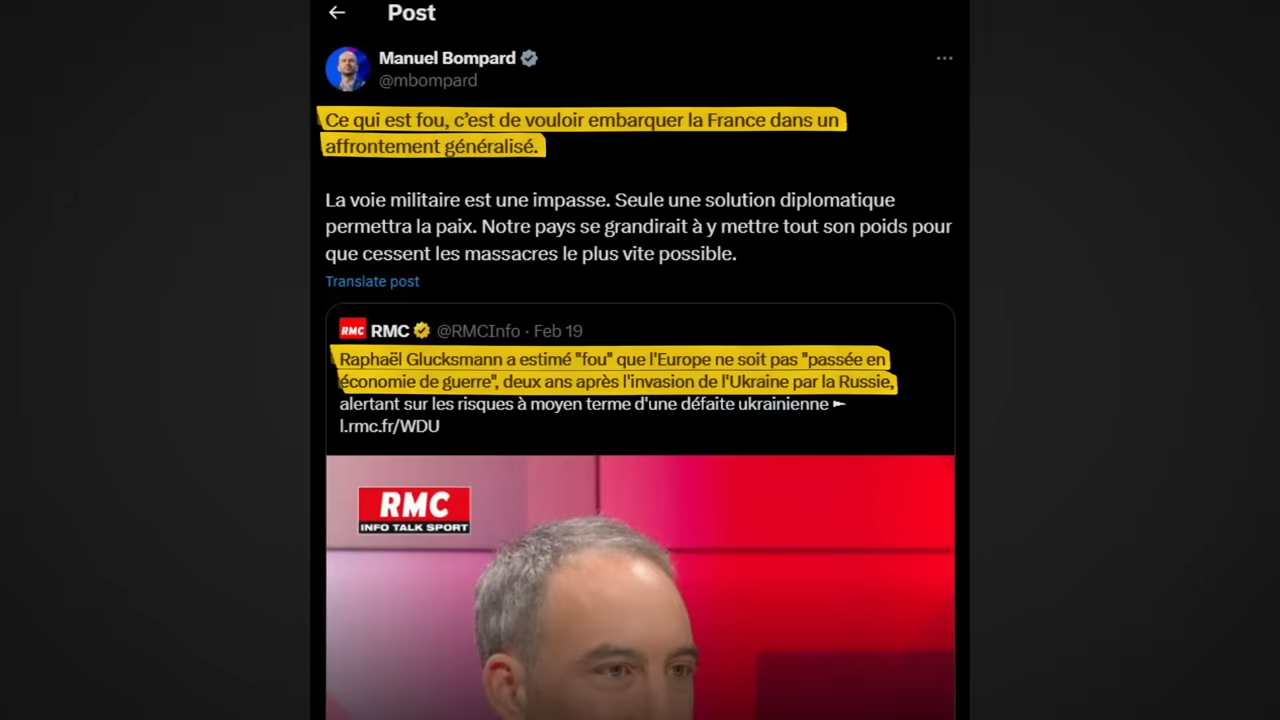 Post
Manuel Bompard
@mbompard
Ce qui est fou, c’est de vouloir embarquer la France dans un
affrontement généralisé.
La voie militaire est une impasse. Seule une solution diplomatique
permettra la paix. Notre pays se grandirait à y mettre tout son poids pour
que cessent les massacres le plus vite possible.
Translate post
RMC RMC @RMCInfo · Feb 19
Raphaël Glucksmann a estimé "fou" que l'Europe ne soit pas "passée en
économie de guerre", deux ans après l'invasion de l'Ukraine par la Russie,
alertant sur les risques à moyen terme d'une défaite ukrainienne ►
l.rmc.fr/WDU
RMC
INFO TALK SPORT